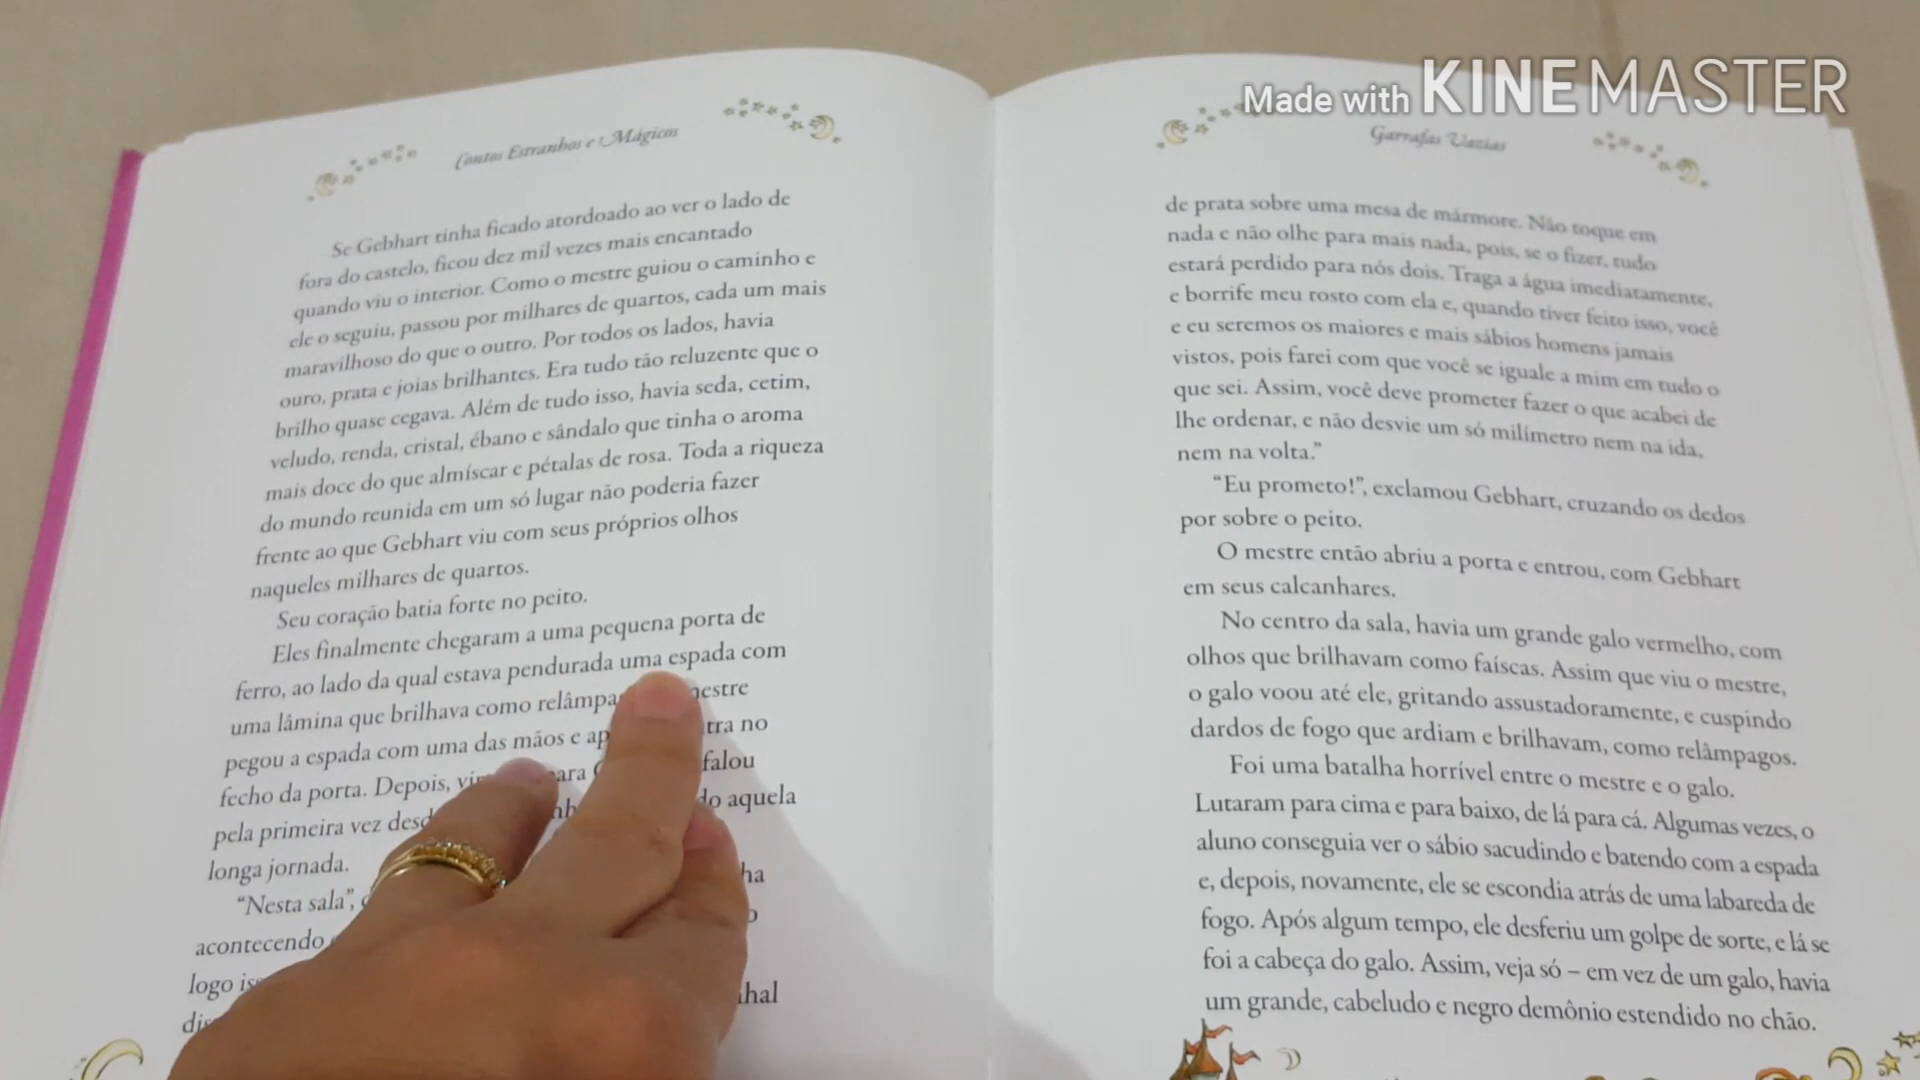 Made with KINEMASTER
Contos Estranhos e Mágicos
Se Gebhart tinha ficado atordoado ao ver o lado de
fora do castelo, ficou dez mil vezes mais encantado
quando viu o interior. Como o mestre guiou o caminho e
ele o seguiu, passou por milhares de quartos, cada um mais
maravilhoso do que o outro. Por todos os lados, havia
ouro, prata e joias brilhantes. Era tudo tão reluzente que o
brilho quase cegava. Além de tudo isso, havia seda, cetim,
veludo, renda, cristal, ébano e sândalo que tinha o aroma
mais doce do que almíscar e pétalas de rosa. Toda a riqueza
do mundo reunida em um só lugar não poderia fazer
frente ao que Gebhart viu com seus próprios olhos
naqueles milhares de quartos.
Seu coração batia forte no peito.
Eles finalmente chegaram a uma pequena porta de
ferro, ao lado da qual estava pendurada uma espada com
uma lâmina que brilhava como
pegou a espada com uma das mãos e no
fecho da porta. Depois, falou
pela primeira vez aquela
longa jornada.
“Nesta sala”,
acontecendo
logo
Garrafas Vazias
de prata sobre uma mesa de mármore. Não toque em
nada e não olhe para mais nada, pois, se o fizer, tudo
estará perdido para nós dois. Traga a água imediatamente,
e borrife meu rosto com ela e, quando tiver feito isso, você
e eu seremos os maiores e mais sábios homens jamais
vistos, pois farei com que você se iguale a mim em tudo o
que sei. Assim, você deve prometer fazer o que acabei de
lhe ordenar, e não desvie um só milímetro nem na ida,
nem na volta.”
“Eu prometo!”, exclamou Gebhart, cruzando os dedos
por sobre o peito.
O mestre então abriu a porta e entrou, com Gebhart
em seus calcanhares.
No centro da sala, havia um grande galo vermelho, com
olhos que brilhavam como faíscas. Assim que viu o mestre,
o galo voou até ele, gritando assustadoramente, e cuspindo
dardos de fogo que ardiam e brilhavam, como relâmpagos.
Foi uma batalha horrível entre o mestre e o galo.
Lutaram para cima e para baixo, de lá para cá. Algumas vezes, o
aluno conseguia ver o sábio sacudindo e batendo com a espada
e, depois, novamente, ele se escondia atrás de uma labareda de
fogo. Após algum tempo, ele desferiu um golpe de sorte, e lá se
foi a cabeça do galo. Assim, veja só – em vez de um galo, havia
um grande, cabeludo e negro demônio estendido no chão.